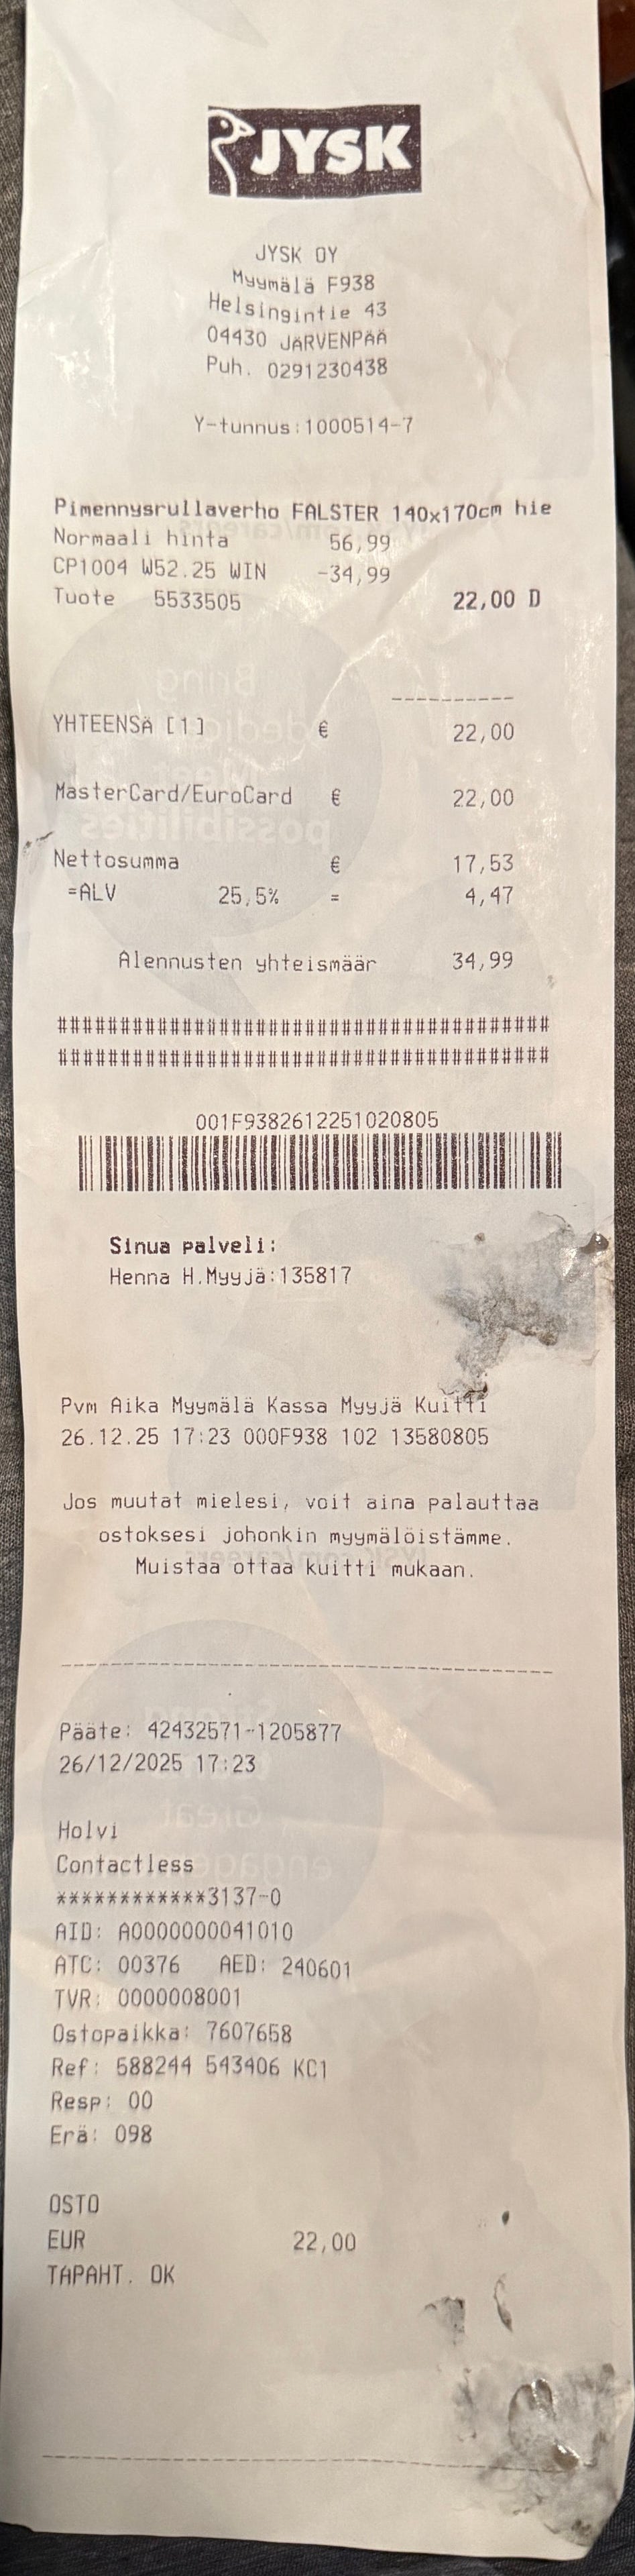 JYSK
JYSK OY
Myymälä F938
Helsingintie 43
04430 JÄRVENPÄÄ
Puh. 0291230438
Y-tunnus:1000514-7
Pimennysrullaverho FALSTER 140x170cm hie
Normaali hinta 56,99
CP1004 W52.25 WIN -34,99
Tuote 5533505 22,00 D
----------
YHTEENSÄ [1] € 22,00
MasterCard/EuroCard € 22,00
Nettosumma € 17,53
=ALV 25,5% = 4,47
Alennusten yhteismäär 34,99
########################################
########################################
001F9382612251020805
Sinua palveli:
Henna H.Myyjä:135817
Pvm Aika Myymälä Kassa Myyjä Kuitti
26.12.25 17:23 000F938 102 13580805
Jos muutat mielesi, voit aina palauttaa
ostoksesi johonkin myymälöistämme.
Muistaa ottaa kuitti mukaan.
----------------------------------------
Pääte: 42432571-1205877
26/12/2025 17:23
Holvi
Contactless
************3137-0
AID: A0000000041010
ATC: 00376 AED: 240601
TVR: 0000008001
Ostopaikka: 7607658
Ref: 588244 543406 KC1
Resp: 00
Erä: 098
OSTO
EUR 22,00
TAPAHT. OK
----------------------------------------